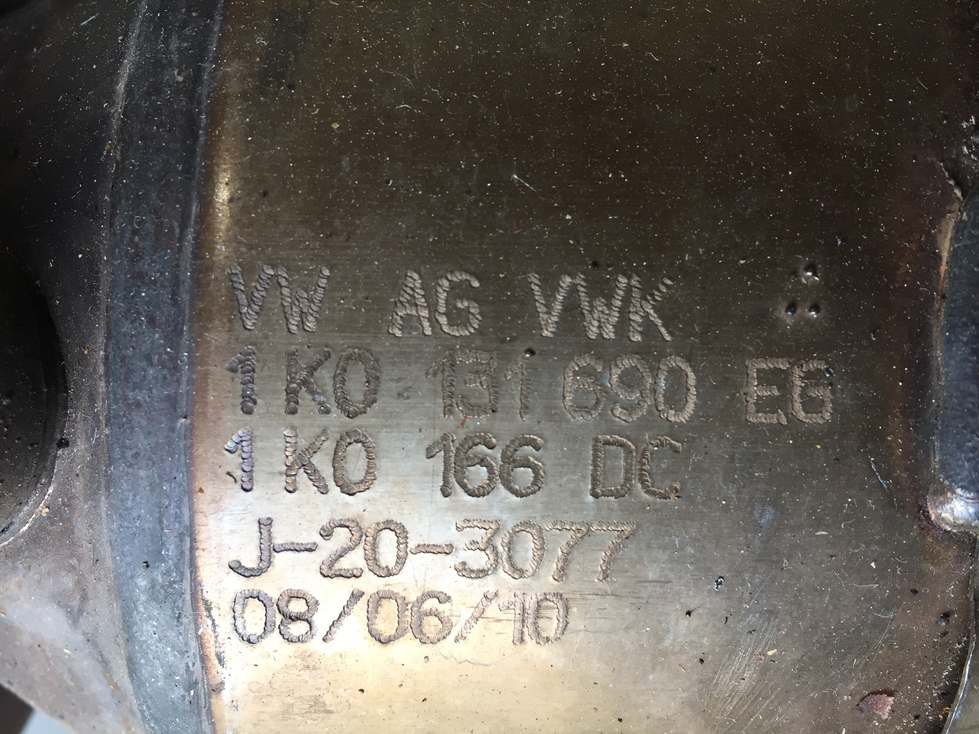 VW AG VWK
1K0 131 690 EG
1K0 166 DC
J-20-3077
08/06/10